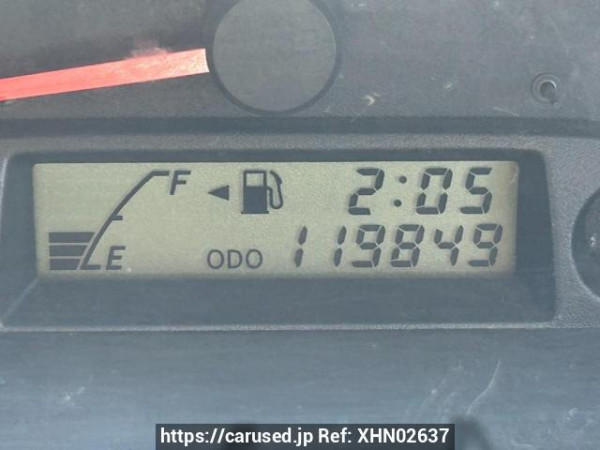 F 2:05
E ODO 119849
https://carused.jp Ref: XHN02637